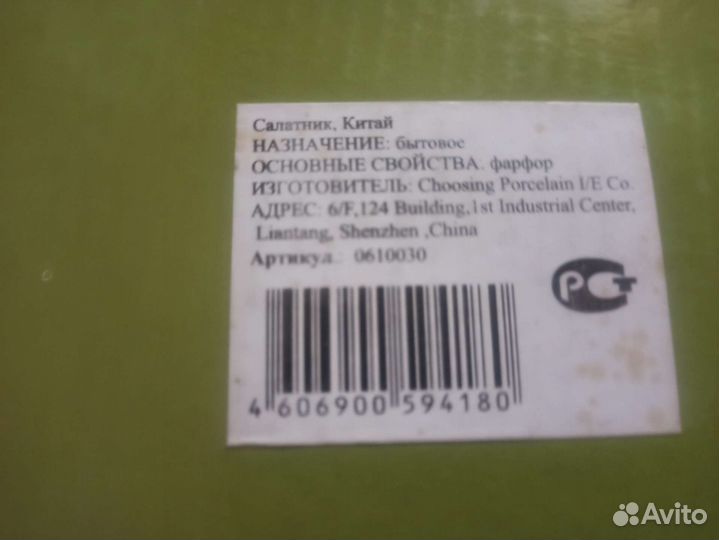 Салатник, Китай
НАЗНАЧЕНИЕ: бытовое
ОСНОВНЫЕ СВОЙСТВА: фарфор
ИЗГОТОВИТЕЛЬ: Choosing Porcelain I/E Co.
АДРЕС: 6/F,124 Building,1st Industrial Center,
Liantang, Shenzhen ,China
Артикул.: 0610030
РСТ
4 606900 594180
Avito